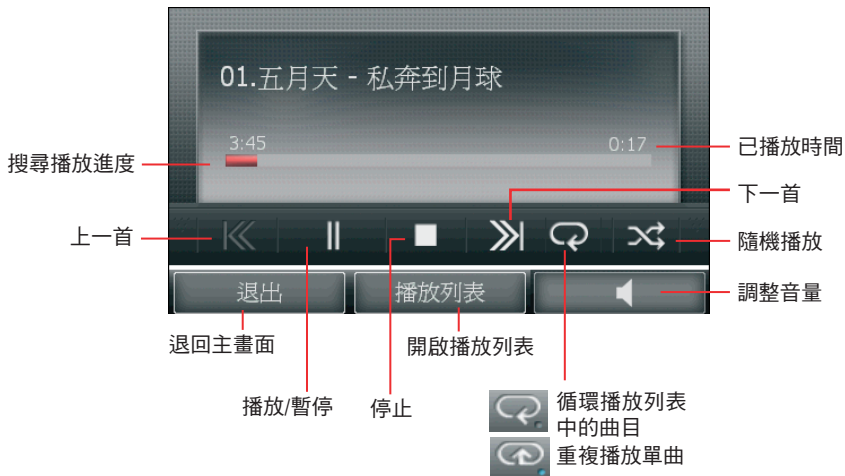 01.五月天 - 私奔到月球
3:45
0:17
搜尋播放進度
已播放時間
下一首
上一首
隨機播放
退出
播放列表
調整音量
退回主畫面
開啟播放列表
播放/暫停
停止
循環播放列表
中的曲目
重複播放單曲